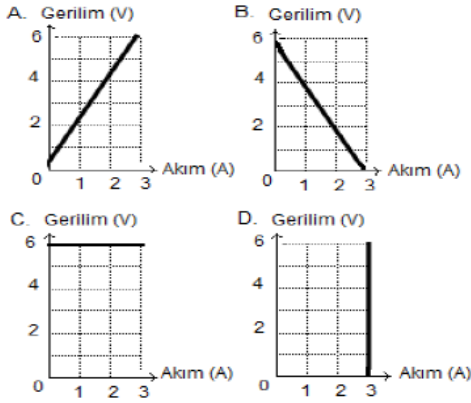 A. Gerilim (V)
6
4
2
0
1 2 3 Akım (A)
B. Gerilim (V)
6
4
2
0
1 2 3 Akım (A)
C. Gerilim (V)
6
4
2
0
1 2 3 Akım (A)
D. Gerilim (V)
6
4
2
0
1 2 3 Akım (A)